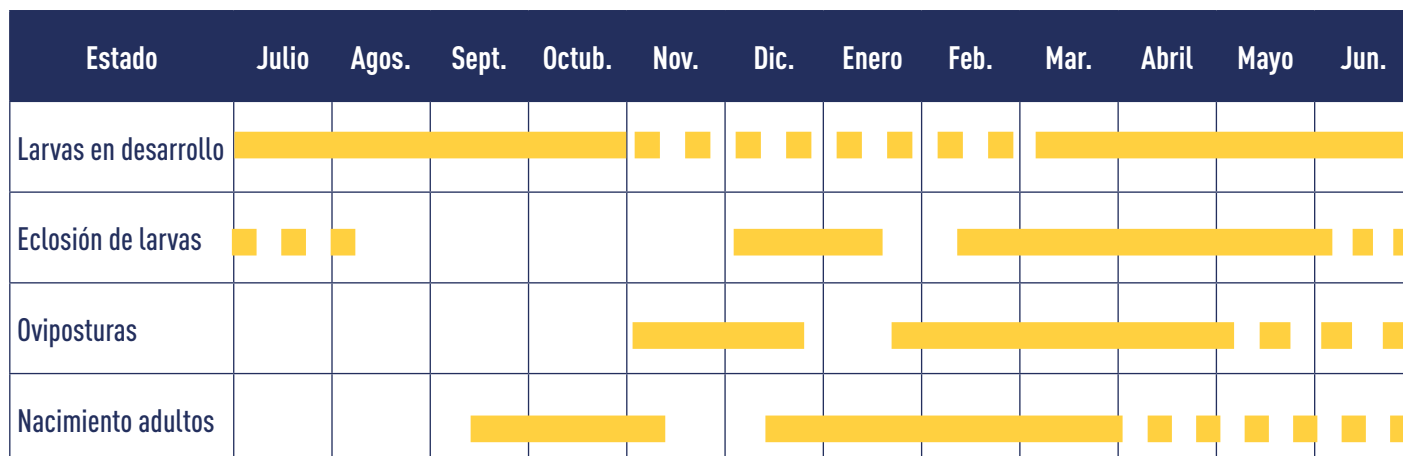 Estado Julio Agos. Sept. Octub. Nov. Dic. Enero Feb. Mar. Abril Mayo Jun.
Larvas en desarrollo
Eclosión de larvas
Oviposturas
Nacimiento adultos